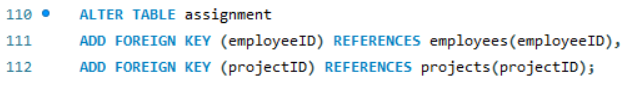 110 ALTER TABLE assignment
111 ADD FOREIGN KEY (employeeID) REFERENCES employees(employeeID),
112 ADD FOREIGN KEY (projectID) REFERENCES projects(projectID);